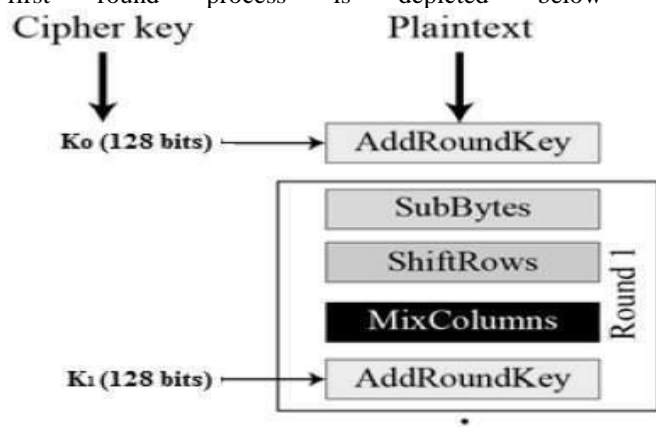 first round process is depicted below
Cipher key
Plaintext
K0 (128 bits)
AddRoundKey
SubBytes
ShiftRows
MixColumns
Round 1
K1 (128 bits)
AddRoundKey